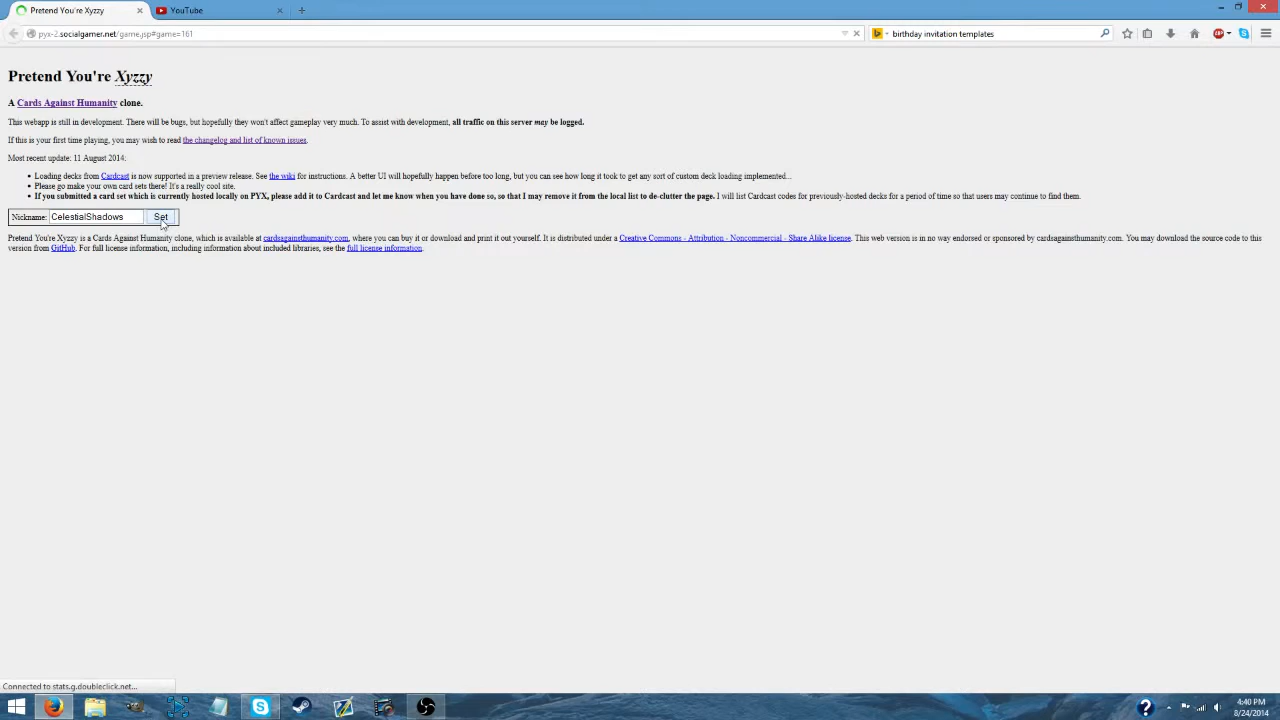 Pretend You're Xyzzy
YouTube
pyx-2.socialgamer.net/game.jsp#game=161
birthday invitation templates
Pretend You're Xyzzy
A Cards Against Humanity clone.
This webapp is still in development. There will be bugs, but hopefully they won't affect gameplay very much. To assist with development, all traffic on this server may be logged.
If this is your first time playing, you may wish to read the changelog and list of known issues.
Most recent update: 11 August 2014:
Loading decks from Cardcast is now supported in a preview release. See the wiki for instructions. A better UI will hopefully happen before too long, but you can see how long it took to get any sort of custom deck loading implemented...
Please go make your own card sets there! It's a really cool site.
If you submitted a card set which is currently hosted locally on PYX, please add it to Cardcast and let me know when you have done so, so that I may remove it from the local list to de-clutter the page. I will list Cardcast codes for previously-hosted decks for a period of time so that users may continue to find them.
Nickname: CelestialShadows Set
Pretend You're Xyzzy is a Cards Against Humanity clone, which is available at cardsagainsthumanity.com, where you can buy it or download and print it out yourself. It is distributed under a Creative Commons - Attribution - Noncommercial - Share Alike license. This web version is in no way endorsed or sponsored by cardsagainsthumanity.com. You may download the source code to this
version from GitHub. For full license information, including information about included libraries, see the full license information.
Connected to stats.g.doubleclick.net...
4:40 PM
8/24/2014